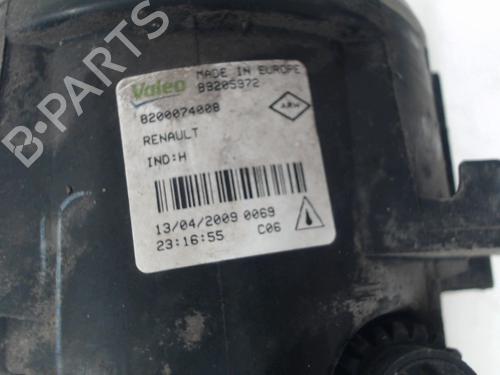 B-PARTS
Valeo
MADE IN EUROPE
89205972
8200074008
RENAULT
IND:H
13/04/2009 0069
23:16:55 C06